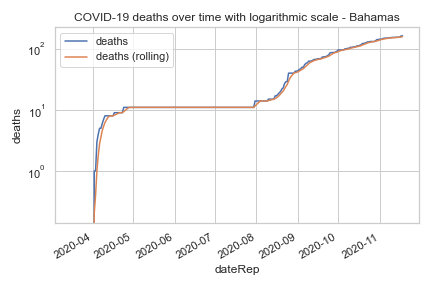 COVID-19 deaths over time with logarithmic scale - Bahamas
deaths
deaths (rolling)
10²
10¹
10⁰
deaths
2020-04
2020-05
2020-06
2020-07
2020-08
2020-09
2020-10
2020-11
dateRep